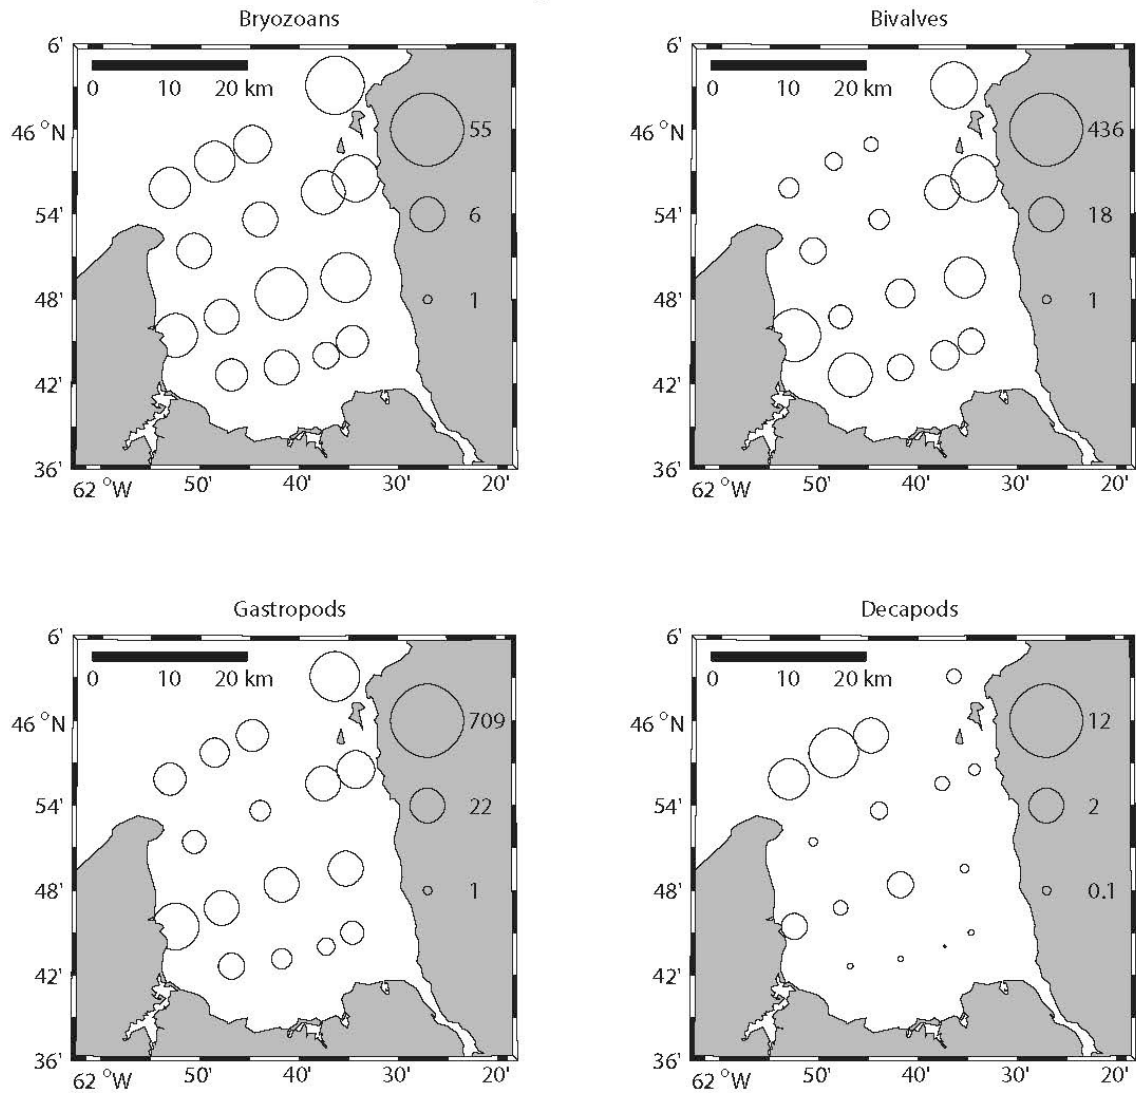 Bryozoans
6'
0 10 20 km
46 °N
55
54'
6
48'
1
42'
36'
62 °W 50' 40' 30' 20'
Bivalves
6'
0 10 20 km
46 °N
436
54'
18
48'
1
42'
36'
62 °W 50' 40' 30' 20'
Gastropods
6'
0 10 20 km
46 °N
709
54'
22
48'
1
42'
36'
62 °W 50' 40' 30' 20'
Decapods
6'
0 10 20 km
46 °N
12
54'
2
48'
0.1
42'
36'
62 °W 50' 40' 30' 20'